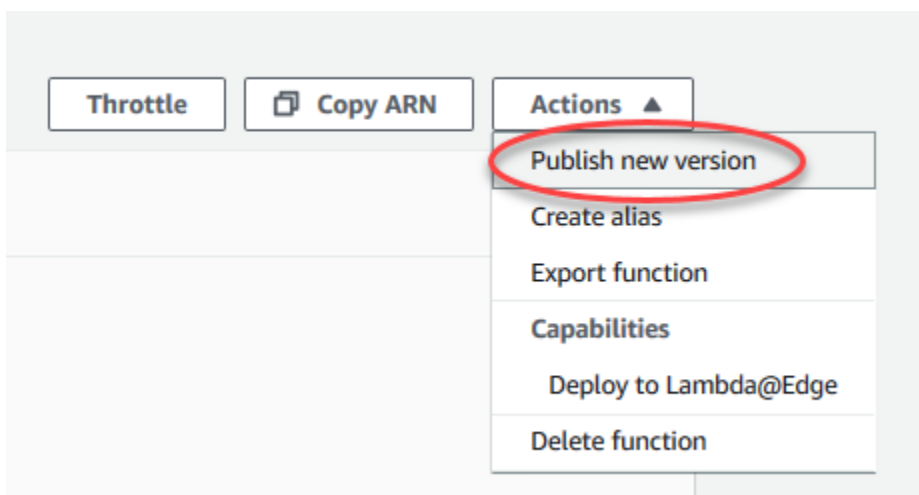 Throttle Copy ARN Actions
Publish new version
Create alias
Export function
Capabilities
Deploy to Lambda@Edge
Delete function